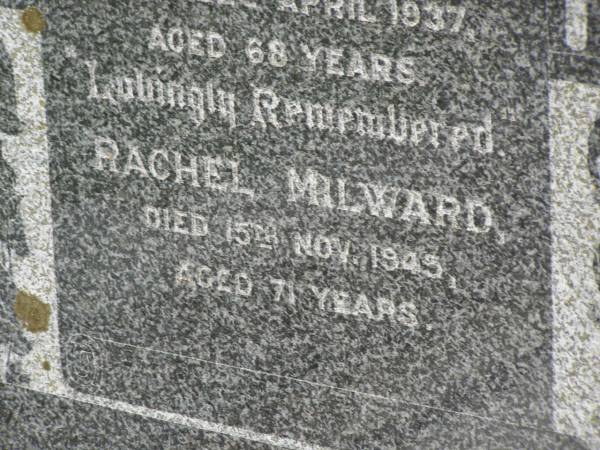 APRIL 1937,
AGED 68 YEARS
"Lovingly Remembered."
RACHEL MILWARD,
DIED 15TH NOV. 1945,
AGED 71 YEARS.